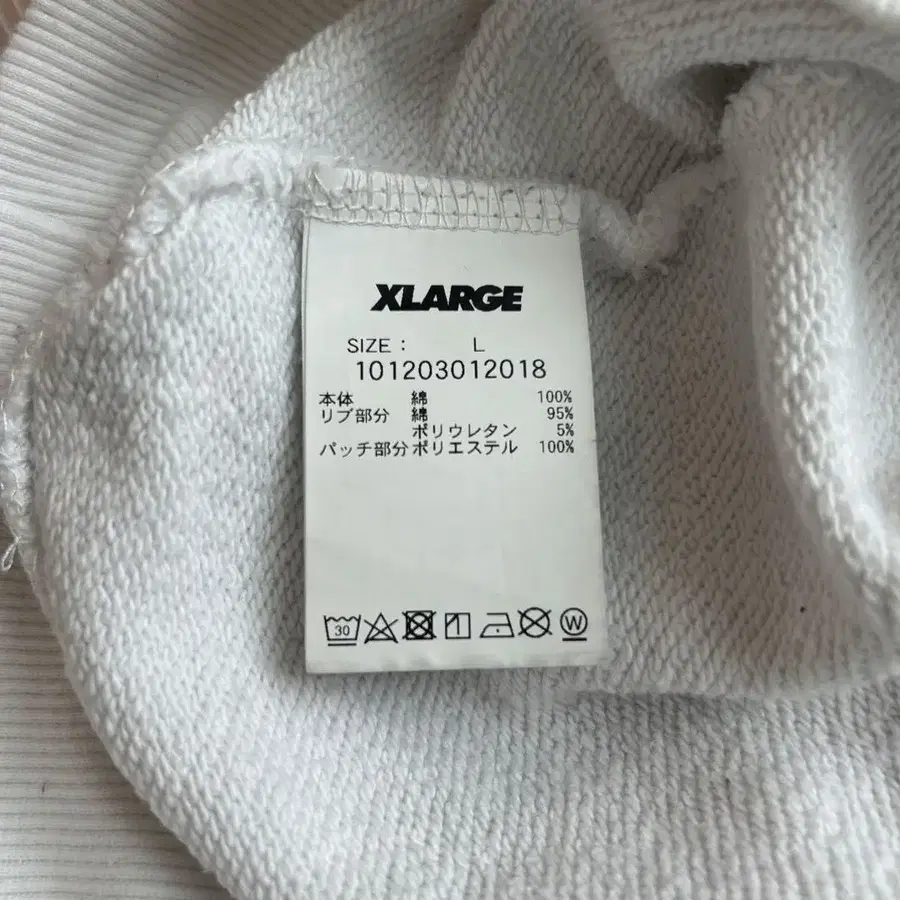 XLARGE
SIZE : L
101203012018
本体 綿 100%
リブ部分 綿 95%
ポリウレタン 5%
パッチ部分 ポリエステル 100%
30
W